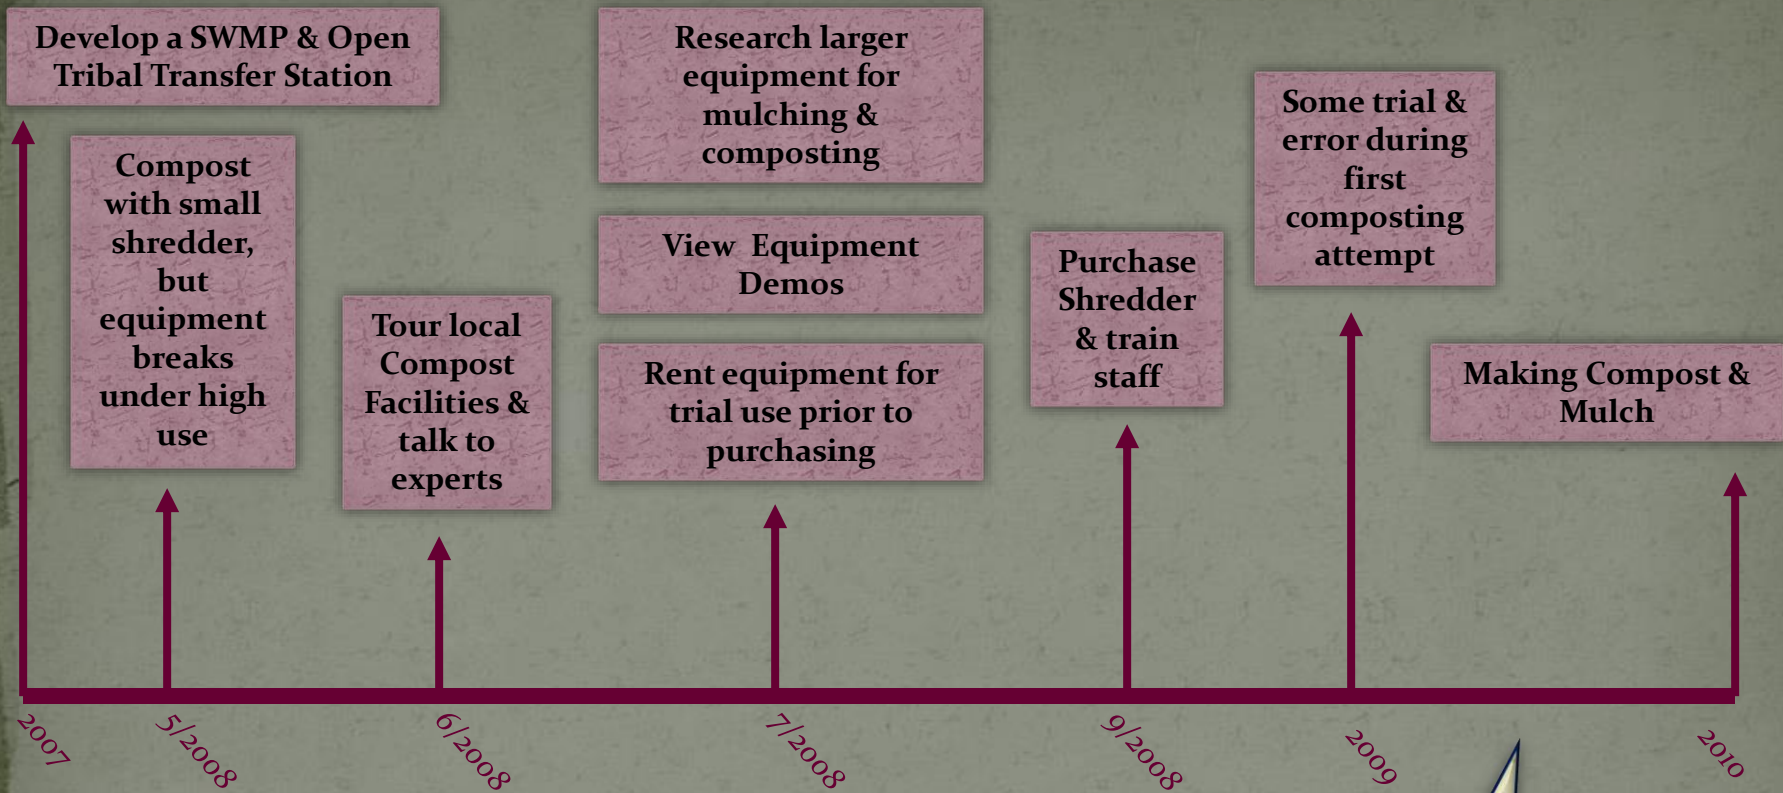 Develop a SWMP & Open
Tribal Transfer Station
Compost
with small
shredder,
but
equipment
breaks
under high
use
Tour local
Compost
Facilities &
talk to
experts
Research larger
equipment for
mulching &
composting
View Equipment
Demos
Rent equipment for
trial use prior to
purchasing
Purchase
Shredder
& train
staff
Some trial &
error during
first
composting
attempt
Making Compost &
Mulch
2007
5/2008
6/2008
7/2008
9/2008
2009
2010